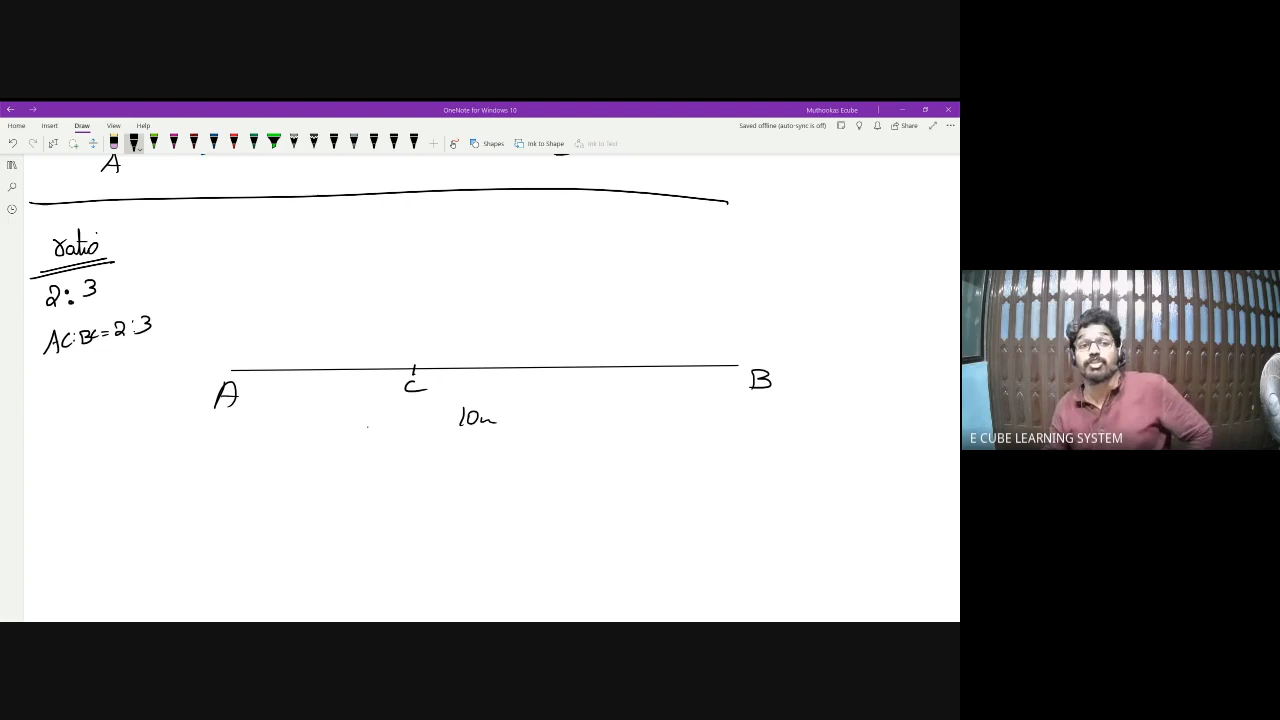 OneNote for Windows 10
Muthookas Ecube
Home Insert Draw View Help
Saved offline (auto-sync is off)
Share
Shapes
Ink to Shape
Ink to Text
A
ratio
2:3
AC:BC=2:3
A
C
B
10m
E CUBE LEARNING SYSTEM